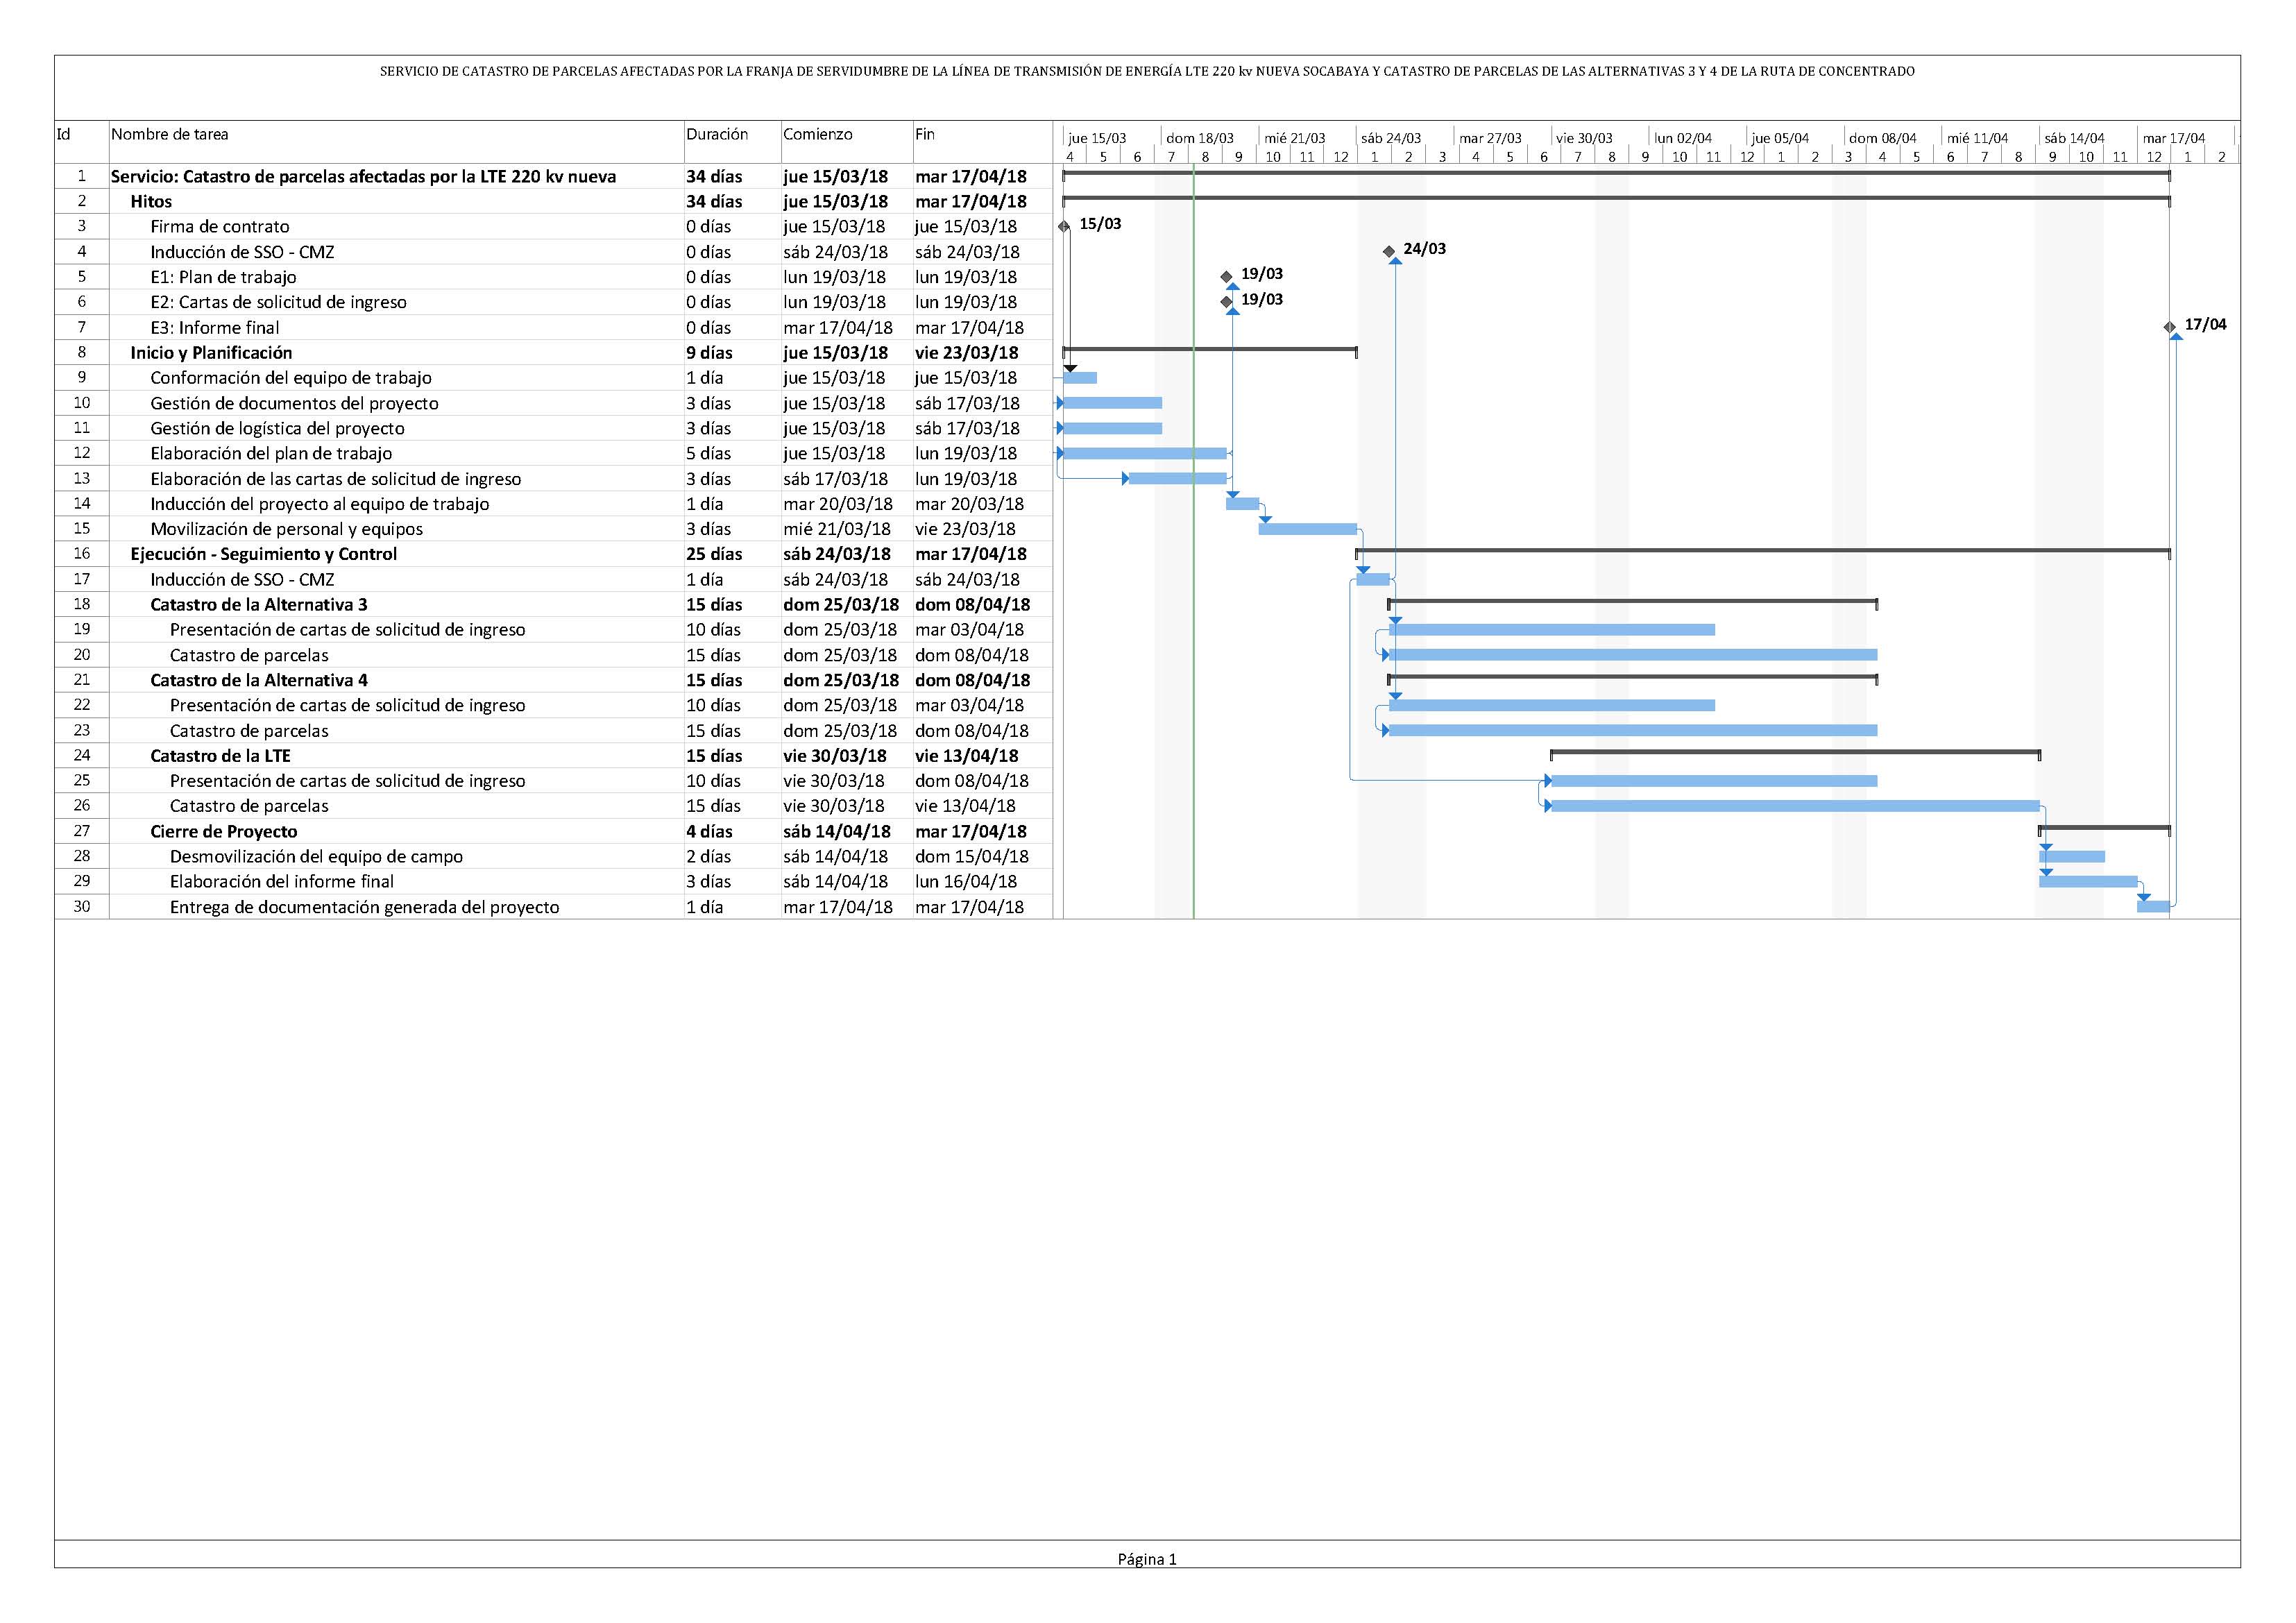 SERVICIO DE CATASTRO DE PARCELAS AFECTADAS POR LA FRANJA DE SERVIDUMBRE DE LA LÍNEA DE TRANSMISIÓN DE ENERGÍA LTE 220 kv NUEVA SOCABAYA Y CATASTRO DE PARCELAS DE LAS ALTERNATIVAS 3 Y 4 DE LA RUTA DE CONCENTRADO
Id Nombre de tarea Duración Comienzo Fin jue 15/03 dom 18/03 mié 21/03 sáb 24/03 mar 27/03 vie 30/03 lun 02/04 jue 05/04 dom 08/04 mié 11/04 sáb 14/04 mar 17/04
4 5 6 7 8 9 10 11 12 1 2 3 4 5 6 7 8 9 10 11 12 1 2 3 4 5 6 7 8 9 10 11 12 1 2
1 Servicio: Catastro de parcelas afectadas por la LTE 220 kv nueva 34 días jue 15/03/18 mar 17/04/18
2 Hitos 34 días jue 15/03/18 mar 17/04/18
3 Firma de contrato 0 días jue 15/03/18 jue 15/03/18 15/03
4 Inducción de SSO - CMZ 0 días sáb 24/03/18 sáb 24/03/18 24/03
5 E1: Plan de trabajo 0 días lun 19/03/18 lun 19/03/18 19/03
6 E2: Cartas de solicitud de ingreso 0 días lun 19/03/18 lun 19/03/18 19/03
7 E3: Informe final 0 días mar 17/04/18 mar 17/04/18 17/04
8 Inicio y Planificación 9 días jue 15/03/18 vie 23/03/18
9 Conformación del equipo de trabajo 1 día jue 15/03/18 jue 15/03/18
10 Gestión de documentos del proyecto 3 días jue 15/03/18 sáb 17/03/18
11 Gestión de logística del proyecto 3 días jue 15/03/18 sáb 17/03/18
12 Elaboración del plan de trabajo 5 días jue 15/03/18 lun 19/03/18
13 Elaboración de las cartas de solicitud de ingreso 3 días sáb 17/03/18 lun 19/03/18
14 Inducción del proyecto al equipo de trabajo 1 día mar 20/03/18 mar 20/03/18
15 Movilización de personal y equipos 3 días mié 21/03/18 vie 23/03/18
16 Ejecución - Seguimiento y Control 25 días sáb 24/03/18 mar 17/04/18
17 Inducción de SSO - CMZ 1 día sáb 24/03/18 sáb 24/03/18
18 Catastro de la Alternativa 3 15 días dom 25/03/18 dom 08/04/18
19 Presentación de cartas de solicitud de ingreso 10 días dom 25/03/18 mar 03/04/18
20 Catastro de parcelas 15 días dom 25/03/18 dom 08/04/18
21 Catastro de la Alternativa 4 15 días dom 25/03/18 dom 08/04/18
22 Presentación de cartas de solicitud de ingreso 10 días dom 25/03/18 mar 03/04/18
23 Catastro de parcelas 15 días dom 25/03/18 dom 08/04/18
24 Catastro de la LTE 15 días vie 30/03/18 vie 13/04/18
25 Presentación de cartas de solicitud de ingreso 10 días vie 30/03/18 dom 08/04/18
26 Catastro de parcelas 15 días vie 30/03/18 vie 13/04/18
27 Cierre de Proyecto 4 días sáb 14/04/18 mar 17/04/18
28 Desmovilización del equipo de campo 2 días sáb 14/04/18 dom 15/04/18
29 Elaboración del informe final 3 días sáb 14/04/18 lun 16/04/18
30 Entrega de documentación generada del proyecto 1 día mar 17/04/18 mar 17/04/18
Página 1